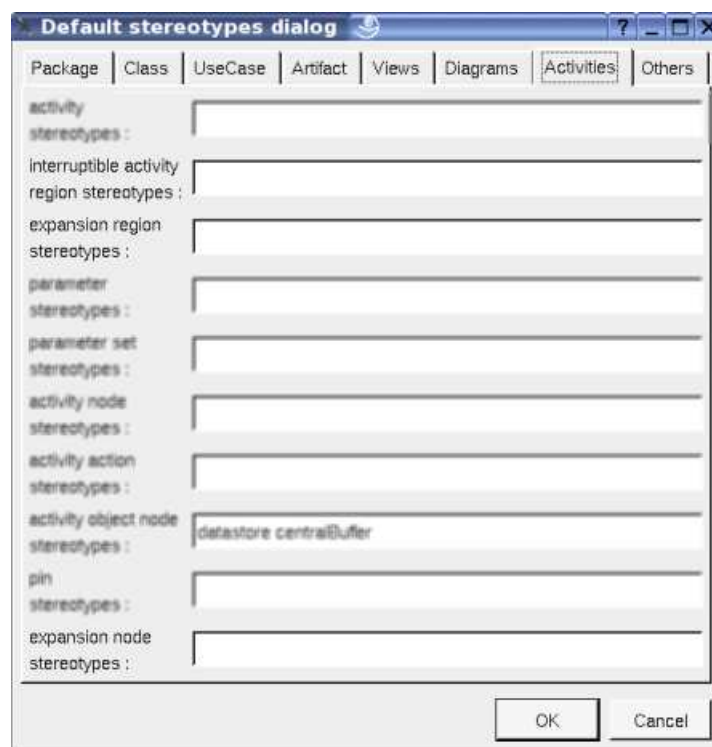 Default stereotypes dialog
Package Class UseCase Artifact Views Diagrams Activities Others
activity
stereotypes :
interruptible activity
region stereotypes :
expansion region
stereotypes :
parameter
stereotypes :
parameter set
stereotypes :
activity node
stereotypes :
activity action
stereotypes :
activity object node
stereotypes :
datastore centralBuffer
pin
stereotypes :
expansion node
stereotypes :
OK Cancel